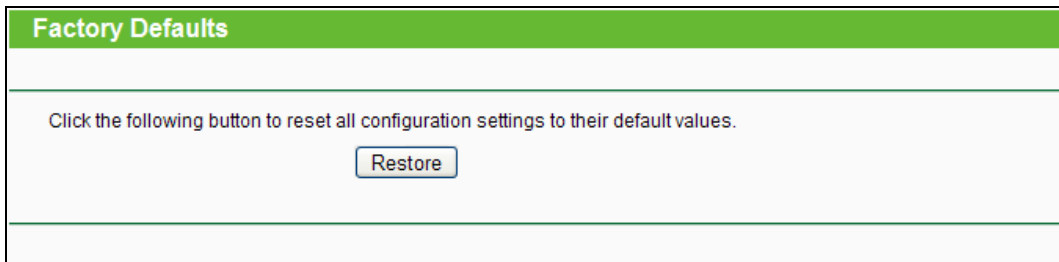 Factory Defaults
Click the following button to reset all configuration settings to their default values.
Restore